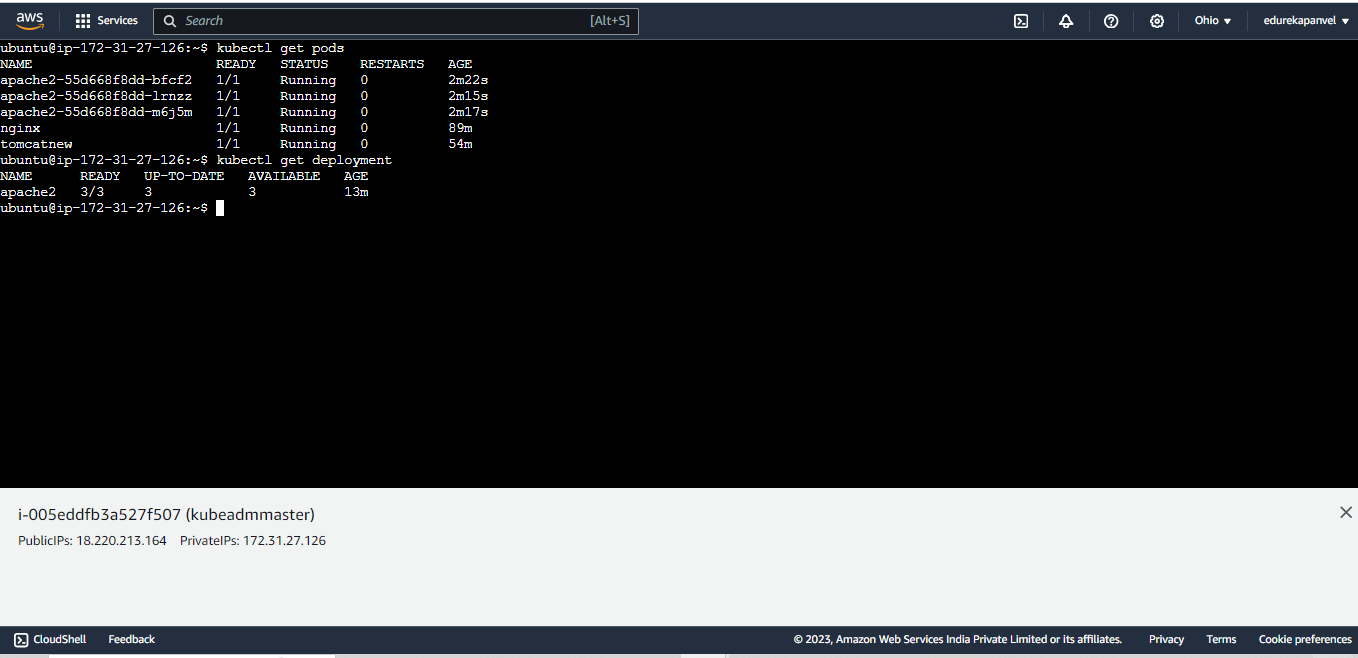 aws Services Search [Alt+S] Ohio edurekapanvel
ubuntu@ip-172-31-27-126:~$ kubectl get pods
NAME READY STATUS RESTARTS AGE
apache2-55d668f8dd-bfcf2 1/1 Running 0 2m22s
apache2-55d668f8dd-lrnzz 1/1 Running 0 2m15s
apache2-55d668f8dd-m6j5m 1/1 Running 0 2m17s
nginx 1/1 Running 0 89m
tomcatnew 1/1 Running 0 54m
ubuntu@ip-172-31-27-126:~$ kubectl get deployment
NAME READY UP-TO-DATE AVAILABLE AGE
apache2 3/3 3 3 13m
ubuntu@ip-172-31-27-126:~$
i-005eddfb3a527f507 (kubeadmmaster)
PublicIPs: 18.220.213.164 PrivateIPs: 172.31.27.126
CloudShell Feedback © 2023, Amazon Web Services India Private Limited or its affiliates. Privacy Terms Cookie preferences